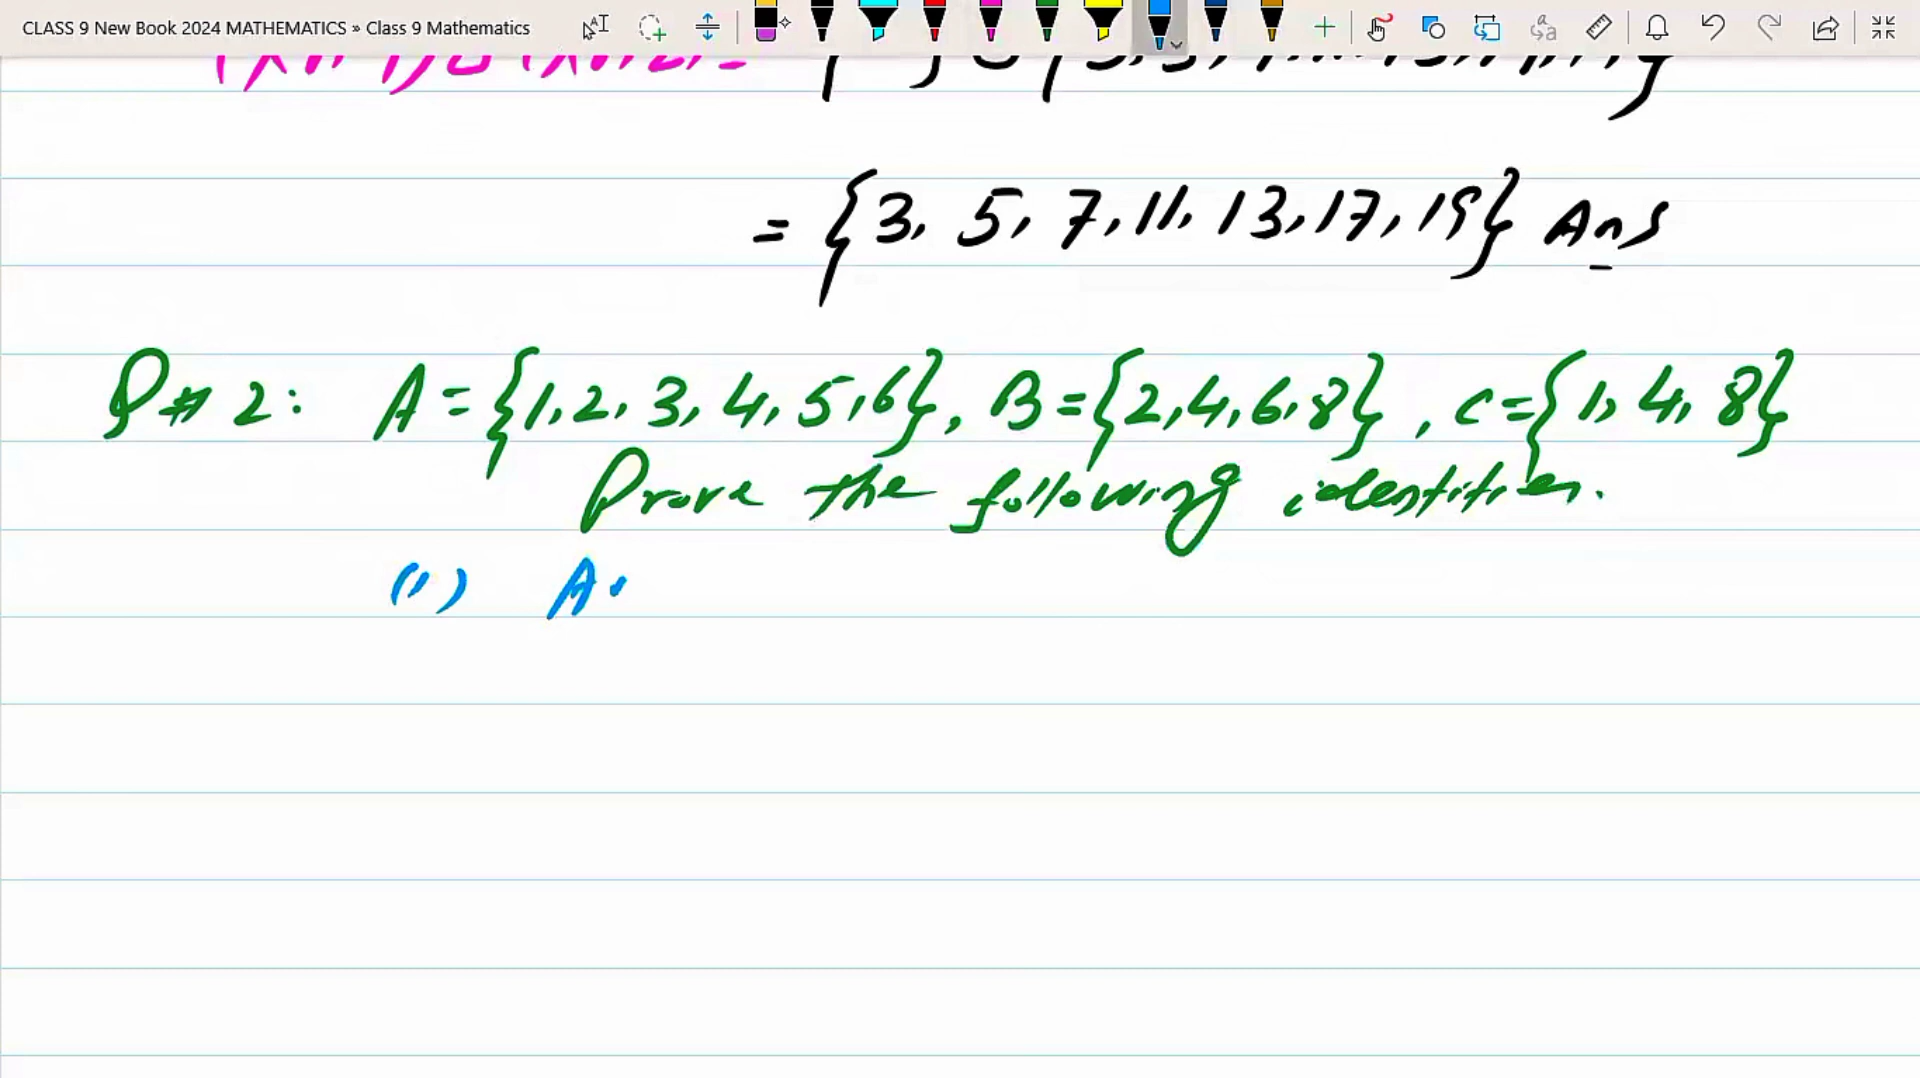 CLASS 9 New Book 2024 MATHEMATICS » Class 9 Mathematics
= {3, 5, 7, 11, 13, 17, 19} Ans
Q# 2: A = {1, 2, 3, 4, 5, 6}, B = {2, 4, 6, 8}, C = {1, 4, 8}
Prove the following identities.
(i) A